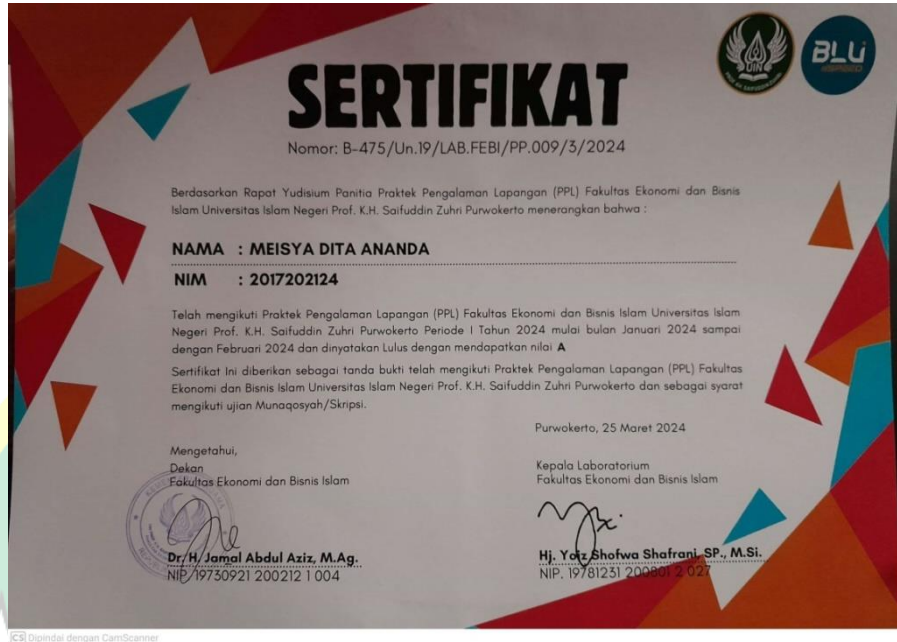 SERTIFIKAT
Nomor: B-475/Un.19/LAB.FEBI/PP.009/3/2024
UIN
BLU
Berdasarkan Rapat Yudisium Panitia Praktek Pengalaman Lapangan (PPL) Fakultas Ekonomi dan Bisnis
Islam Universitas Islam Negeri Prof. K.H. Saifuddin Zuhri Purwokerto menerangkan bahwa :
NAMA : MEISYA DITA ANANDA
NIM : 2017202124
Telah mengikuti Praktek Pengalaman Lapangan (PPL) Fakultas Ekonomi dan Bisnis Islam Universitas Islam
Negeri Prof. K.H. Saifuddin Zuhri Purwokerto Periode I Tahun 2024 mulai bulan Januari 2024 sampai
dengan Februari 2024 dan dinyatakan Lulus dengan mendapatkan nilai A
Sertifikat Ini diberikan sebagai tanda bukti telah mengikuti Praktek Pengalaman Lapangan (PPL) Fakultas
Ekonomi dan Bisnis Islam Universitas Islam Negeri Prof. K.H. Saifuddin Zuhri Purwokerto dan sebagai syarat
mengikuti ujian Munaqosyah/Skripsi.
Purwokerto, 25 Maret 2024
Mengetahui,
Dekan
Fakultas Ekonomi dan Bisnis Islam
Dr. H. Jamal Abdul Aziz, M.Ag.
NIP. 19730921 200212 1 004
Kepala Laboratorium
Fakultas Ekonomi dan Bisnis Islam
Hj. Yoiz Shofwa Shafrani, SP., M.Si.
NIP. 19781231 200801 2 027
CS Dipindai dengan CamScanner